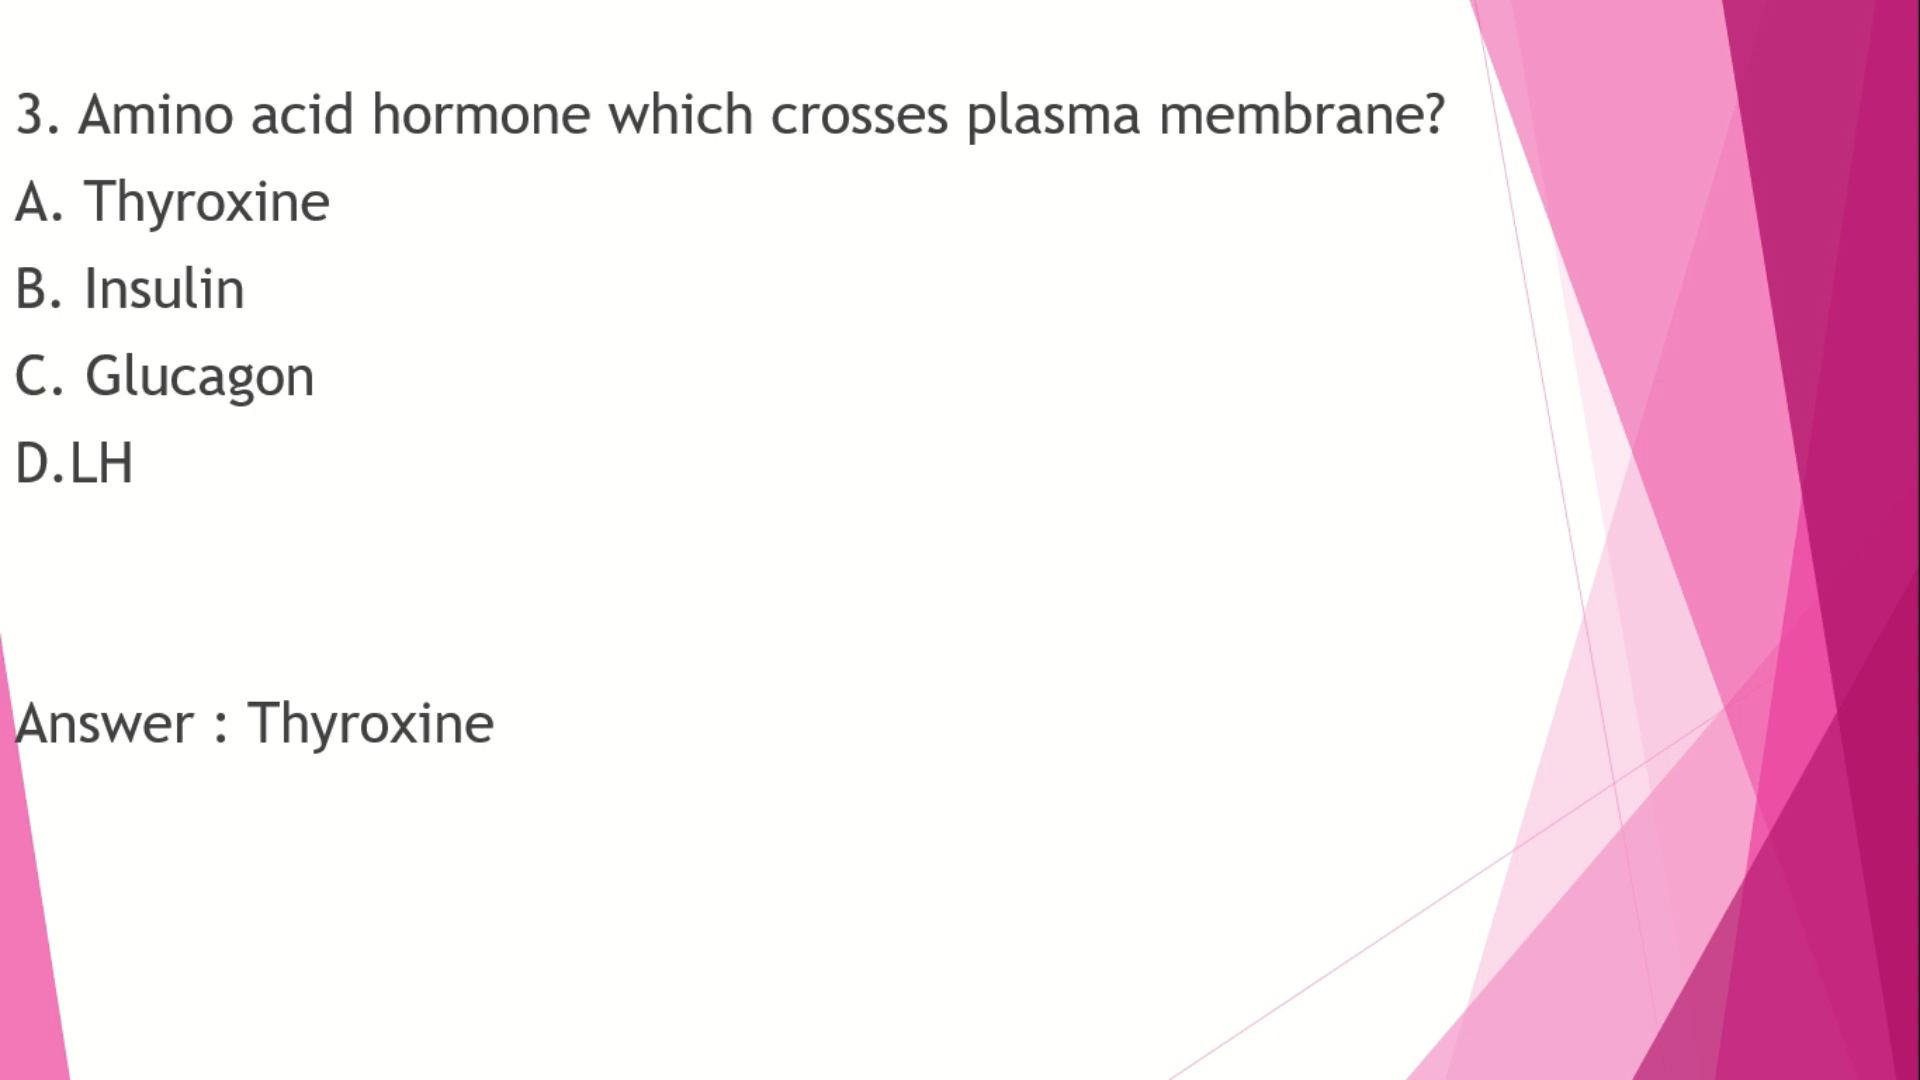 3. Amino acid hormone which crosses plasma membrane?
A. Thyroxine
B. Insulin
C. Glucagon
D.LH
Answer : Thyroxine